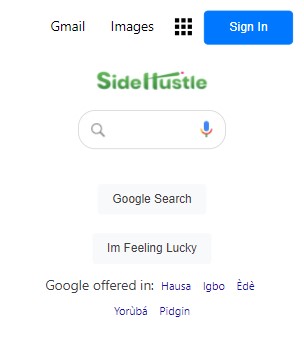 Gmail Images Sign In
SideHustle
Google Search
Im Feeling Lucky
Google offered in: Hausa Igbo Èdè
Yorùbá Pidgin